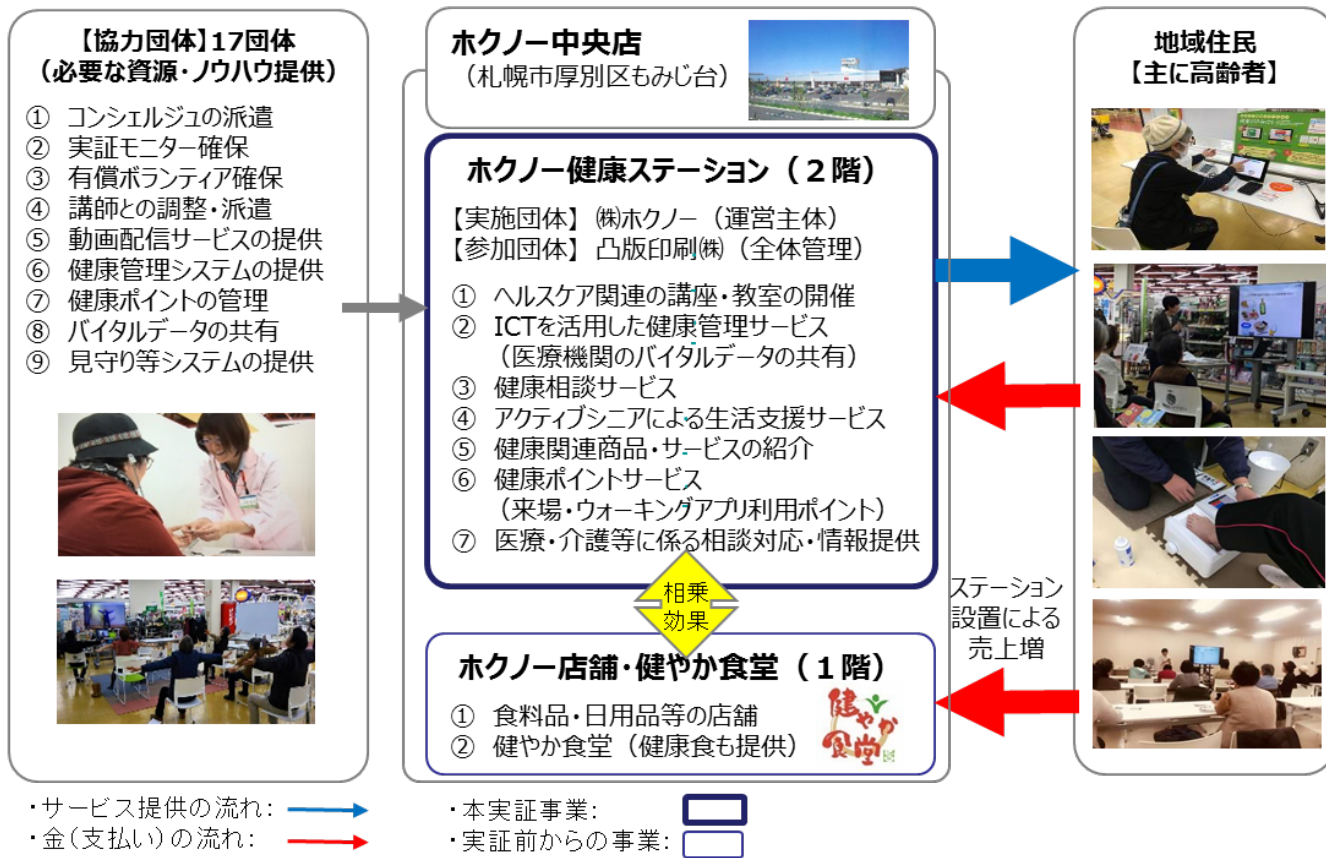 【協力団体】17団体
（必要な資源・ノウハウ提供）
① コンシェルジュの派遣
② 実証モニター確保
③ 有償ボランティア確保
④ 講師との調整・派遣
⑤ 動画配信サービスの提供
⑥ 健康管理システムの提供
⑦ 健康ポイントの管理
⑧ バイタルデータの共有
⑨ 見守り等システムの提供
ホクノー中央店
（札幌市厚別区もみじ台）
ホクノー健康ステーション（２階）
【実施団体】㈱ホクノー（運営主体）
【参加団体】凸版印刷㈱（全体管理）
① ヘルスケア関連の講座・教室の開催
② ICTを活用した健康管理サービス
（医療機関のバイタルデータの共有）
③ 健康相談サービス
④ アクティブシニアによる生活支援サービス
⑤ 健康関連商品・サービスの紹介
⑥ 健康ポイントサービス
（来場・ウォーキングアプリ利用ポイント）
⑦ 医療・介護等に係る相談対応・情報提供
相乗
効果
ホクノー店舗・健やか食堂（１階）
① 食料品・日用品等の店舗
② 健やか食堂（健康食も提供）
健やか
食堂
地域住民
【主に高齢者】
ステーション
設置による
売上増
・サービス提供の流れ：
・金（支払い）の流れ：
・本実証事業：
・実証前からの事業：